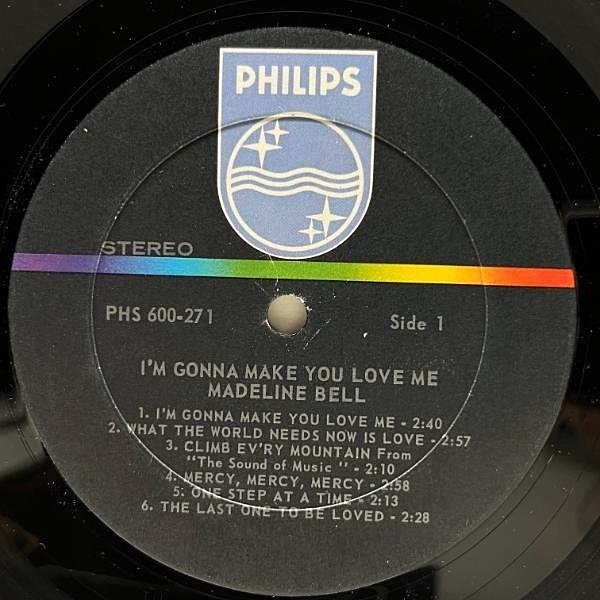 PHILIPS
STEREO
PHS 600-271 Side 1
I'M GONNA MAKE YOU LOVE ME
MADELINE BELL
1. I'M GONNA MAKE YOU LOVE ME - 2:40
2. WHAT THE WORLD NEEDS NOW IS LOVE - 2:57
3. CLIMB EV'RY MOUNTAIN From
"The Sound of Music " - 2:10
4. MERCY, MERCY, MERCY - 2:58
5. ONE STEP AT A TIME - 2:13
6. THE LAST ONE TO BE LOVED - 2:28